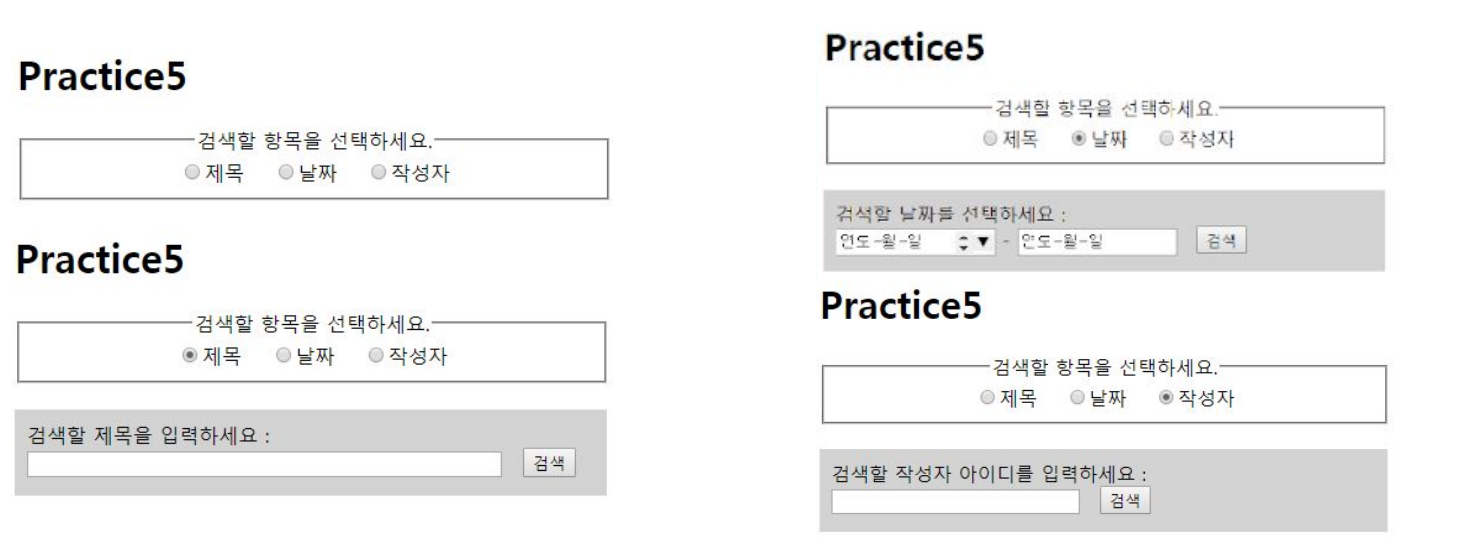 Practice5
검색할 항목을 선택하세요.
제목 날짜 작성자
Practice5
검색할 항목을 선택하세요.
제목 날짜 작성자
검색할 제목을 입력하세요 :
검색
Practice5
검색할 항목을 선택하세요.
제목 날짜 작성자
검색할 날짜를 선택하세요 :
연도-월-일 - 연도-월-일 검색
Practice5
검색할 항목을 선택하세요.
제목 날짜 작성자
검색할 작성자 아이디를 입력하세요 :
검색